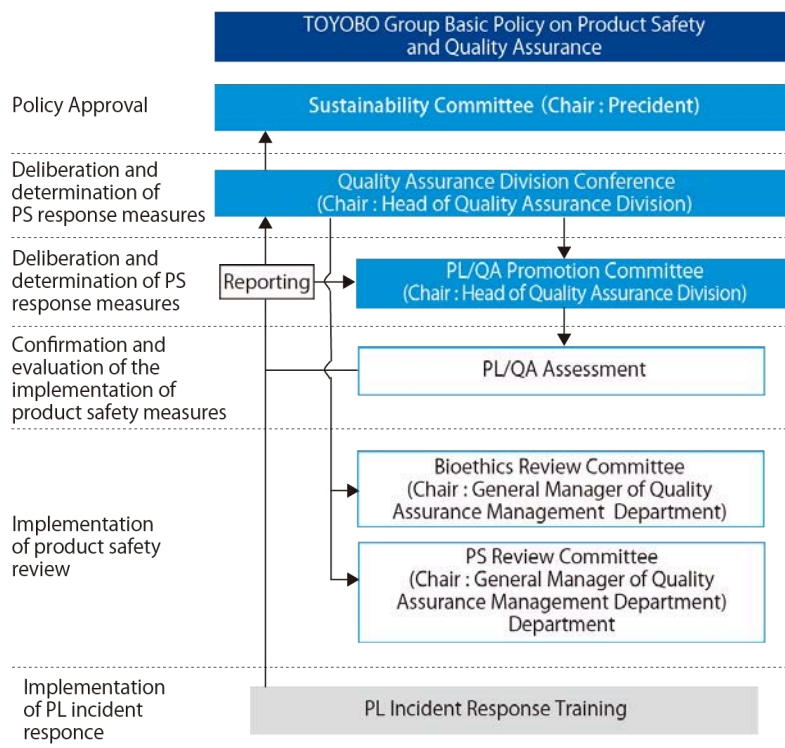 TOYOBO Group Basic Policy on Product Safety
and Quality Assurance
Policy Approval
Sustainability Committee (Chair : Precident)
Deliberation and
determination of
PS response measures
Quality Assurance Division Conference
(Chair : Head of Quality Assurance Division)
Deliberation and
determination of PS
response measures
Reporting
PL/QA Promotion Committee
(Chair : Head of Quality Assurance Division)
Confirmation and
evaluation of the
implementation of
product safety measures
PL/QA Assessment
Implementation
of product safety
review
Bioethics Review Committee
(Chair : General Manager of Quality
Assurance Management Department)
PS Review Committee
(Chair : General Manager of Quality
Assurance Management Department)
Department
Implementation
of PL incident
responce
PL Incident Response Training